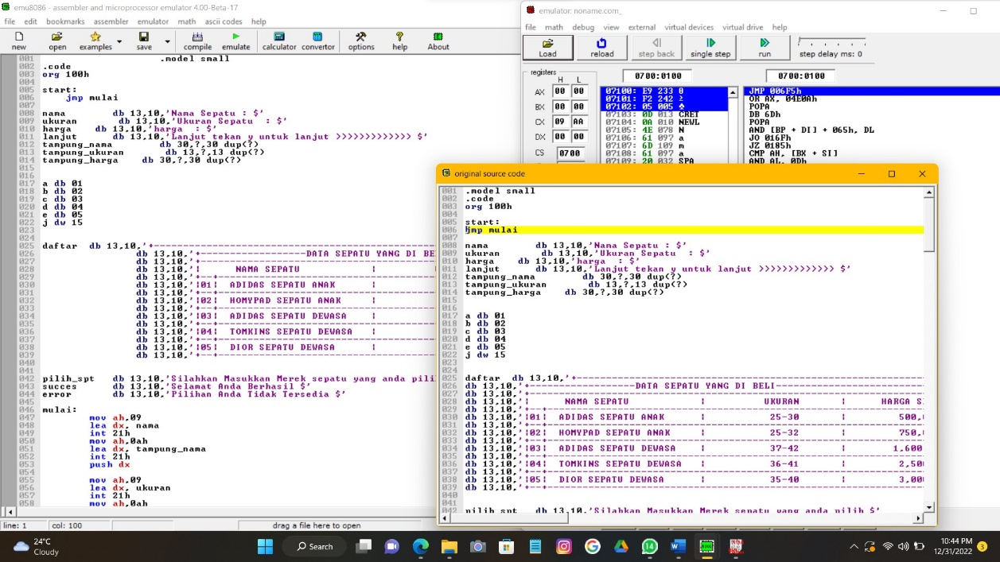 emu8086 - assembler and microprocessor emulator 4.00-Beta-17
file edit bookmarks assembler emulator math ascii codes help
new open examples save compile emulate calculator convertor options help About
001 .model small
002 .code
003 org 100h
004
005 start:
006 jmp mulai
007
008 nama db 13,10,'Nama Sepatu : $'
009 ukuran db 13,10,'Ukuran Sepatu : $'
010 harga db 13,10,'harga : $'
011 lanjut db 13,10,'Lanjut tekan y untuk lanjut >>>>>>>>>>>>> $'
012 tampung_nama db 30,?,30 dup(?)
013 tampung_ukuran db 13,?,13 dup(?)
014 tampung_harga db 30,?,30 dup(?)
015
016
017 a db 01
018 b db 02
019 c db 03
020 d db 04
021 e db 05
022 j dw 15
023
024
025 daftar db 13,10,'+---------------------------------------
026 db 13,10,'+-------------------DATA SEPATU YANG DI BE
027 db 13,10,'+---------------------------------------
028 db 13,10,'| NAMA SEPATU |
029 db 13,10,'+--+------------------------------------
030 db 13,10,'|01| ADIDAS SEPATU ANAK |
031 db 13,10,'+--+------------------------------------
032 db 13,10,'|02| HOMYPAD SEPATU ANAK |
033 db 13,10,'+--+------------------------------------
034 db 13,10,'|03| ADIDAS SEPATU DEWASA |
035 db 13,10,'+--+------------------------------------
036 db 13,10,'|04| TOMKINS SEPATU DEWASA |
037 db 13,10,'+--+------------------------------------
038 db 13,10,'|05| DIOR SEPATU DEWASA |
039 db 13,10,'+--+------------------------------------
040
041
042 pilih_spt db 13,10,'Silahkan Masukkan Merek sepatu yang anda pili
043 succes db 13,10,'Selamat Anda Berhasil $'
044 error db 13,10,'Pilihan Anda Tidak Tersedia $'
045
046 mulai:
047 mov ah,09
048 lea dx, nama
049 int 21h
050 mov ah,0ah
051 lea dx, tampung_nama
052 int 21h
053 push dx
054
055 mov ah,09
056 lea dx, ukuran
057 int 21h
058 mov ah,0ah
line: 1 col: 100 drag a file here to open
emulator: noname.com_
file math debug view external virtual devices virtual drive help
Load reload step back single step run step delay ms: 0
registers
H L
AX 00 00
BX 00 00
CX 09 AA
DX 00 00
CS 0700
0700:0100
0700:0100
07100: E9 233
07101: F2 242
07102: 05 005 ♣
07103: 0D 013 CRET
07104: 0A 010 NEWL
07105: 4E 078 N
07106: 61 097 a
07107: 6D 109 m
07108: 61 097 a
07109: 20 032 SPA
JMP 006F5h
OR AX, 04E0Ah
POPA
DB 6Dh
POPA
AND [BP + DI] + 065h, DL
JO 016Fh
JZ 0185h
CMP AH, [BX + SI]
AND AL, 0Dh
original source code
001 .model small
002 .code
003 org 100h
004
005 start:
006 jmp mulai
007
008 nama db 13,10,'Nama Sepatu : $'
009 ukuran db 13,10,'Ukuran Sepatu : $'
010 harga db 13,10,'harga : $'
011 lanjut db 13,10,'Lanjut tekan y untuk lanjut >>>>>>>>>>>>> $'
012 tampung_nama db 30,?,30 dup(?)
013 tampung_ukuran db 13,?,13 dup(?)
014 tampung_harga db 30,?,30 dup(?)
015
016
017 a db 01
018 b db 02
019 c db 03
020 d db 04
021 e db 05
022 j dw 15
023
024
025 daftar db 13,10,'+---------------------------------------
026 db 13,10,'+-------------------DATA SEPATU YANG DI BELI-------------------------
027 db 13,10,'+---------------------------------------
028 db 13,10,'| NAMA SEPATU | UKURAN | HARGA S
029 db 13,10,'+--+------------------------------------
030 db 13,10,'|01| ADIDAS SEPATU ANAK | 25-30 | 500,
031 db 13,10,'+--+------------------------------------
032 db 13,10,'|02| HOMYPAD SEPATU ANAK | 25-32 | 750,
033 db 13,10,'+--+------------------------------------
034 db 13,10,'|03| ADIDAS SEPATU DEWASA | 37-42 | 1,600
035 db 13,10,'+--+------------------------------------
036 db 13,10,'|04| TOMKINS SEPATU DEWASA | 36-41 | 2,500
037 db 13,10,'+--+------------------------------------
038 db 13,10,'|05| DIOR SEPATU DEWASA | 35-40 | 3,000
039 db 13,10,'+--+------------------------------------
040
041
042 pilih_spt db 13,10,'Silahkan Masukkan Merek sepatu yang anda pilih $'
24°C
Cloudy
Search
14
10:44 PM
12/31/2022
3